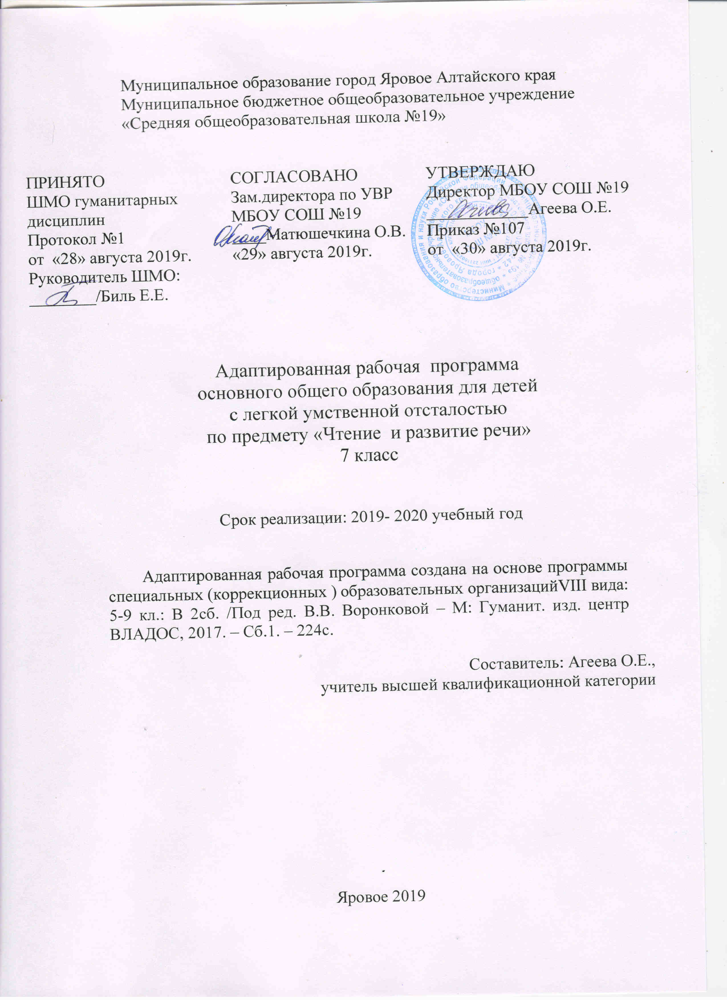 Муниципальное образование город Яровое Алтайского края
Муниципальное бюджетное общеобразовательное учреждение
«Средняя общеобразовательная школа №19»
ПРИНЯТО
ШМО гуманитарных
дисциплин
Протокол №1
от «28» августа 2019г.
Руководитель ШМО:
/Биль Е.Е.
СОГЛАСОВАНО
Зам.директора по УВР
МБОУ СОШ №19
Матюшечкина О.В.
«29» августа 2019г.
УТВЕРЖДАЮ
Директор МБОУ СОШ №19
Агеева О.Е.
Приказ №107
от «30» августа 2019г.
Адаптированная рабочая программа
основного общего образования для детей
с легкой умственной отсталостью
по предмету «Чтение и развитие речи»
7 класс
Срок реализации: 2019- 2020 учебный год
Адаптированная рабочая программа создана на основе программы
специальных (коррекционных ) образовательных организацийVIII вида:
5-9 кл.: В 2сб. /Под ред. В.В. Воронковой – М: Гуманит. изд. центр
ВЛАДОС, 2017. – Сб.1. – 224с.
Составитель: Агеева О.Е.,
учитель высшей квалификационной категории
Яровое 2019